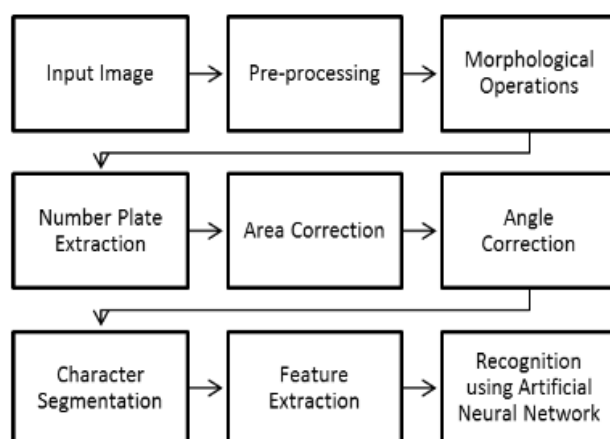 Input Image
Pre-processing
Morphological
Operations
Number Plate
Extraction
Area Correction
Angle
Correction
Character
Segmentation
Feature
Extraction
Recognition
using Artificial
Neural Network